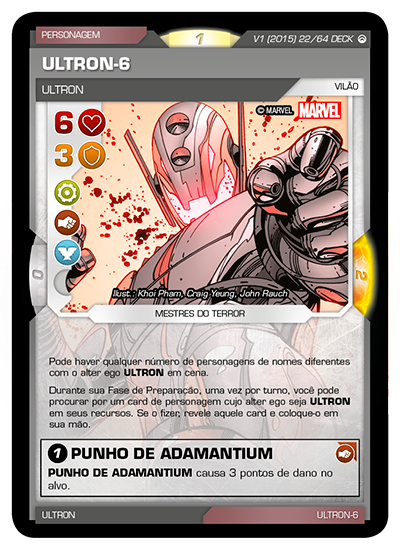 PERSONAGEM
1
V1 (2015) 22/64 DECK
ULTRON-6
ULTRON
VILÃO
6
© MARVEL MARVEL
3
0
2
Ilust.: Khoi Pham, Craig Yeung, John Rauch
MESTRES DO TERROR
Pode haver qualquer número de personagens de nomes diferentes
com o alter ego ULTRON em cena.
Durante sua Fase de Preparação, uma vez por turno, você pode
procurar por um card de personagem cujo alter ego seja ULTRON
em seus recursos. Se o fizer, revele aquele card e coloque-o em
sua mão.
1 PUNHO DE ADAMANTIUM
PUNHO DE ADAMANTIUM causa 3 pontos de dano no
alvo.
ULTRON
ULTRON-6